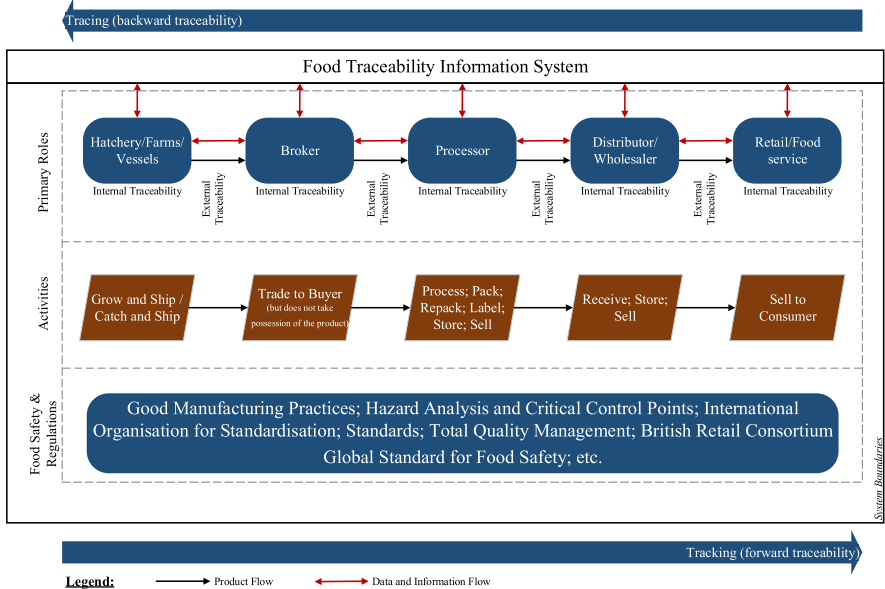 Tracing (backward traceability)
Food Traceability Information System
Primary Roles
Hatchery/Farms/
Vessels
Broker
Processor
Distributor/
Wholesaler
Retail/Food
service
Internal Traceability
Internal Traceability
Internal Traceability
Internal Traceability
Internal Traceability
External
Traceability
External
Traceability
External
Traceability
External
Traceability
Activities
Grow and Ship /
Catch and Ship
Trade to Buyer
(but does not take
possession of the product)
Process; Pack;
Repack; Label;
Store; Sell
Receive; Store;
Sell
Sell to
Consumer
Food Safety &
Regulations
Good Manufacturing Practices; Hazard Analysis and Critical Control Points; International
Organisation for Standardisation; Standards; Total Quality Management; British Retail Consortium
Global Standard for Food Safety; etc.
System Boundaries
Tracking (forward traceability)
Legend:
Product Flow
Data and Information Flow